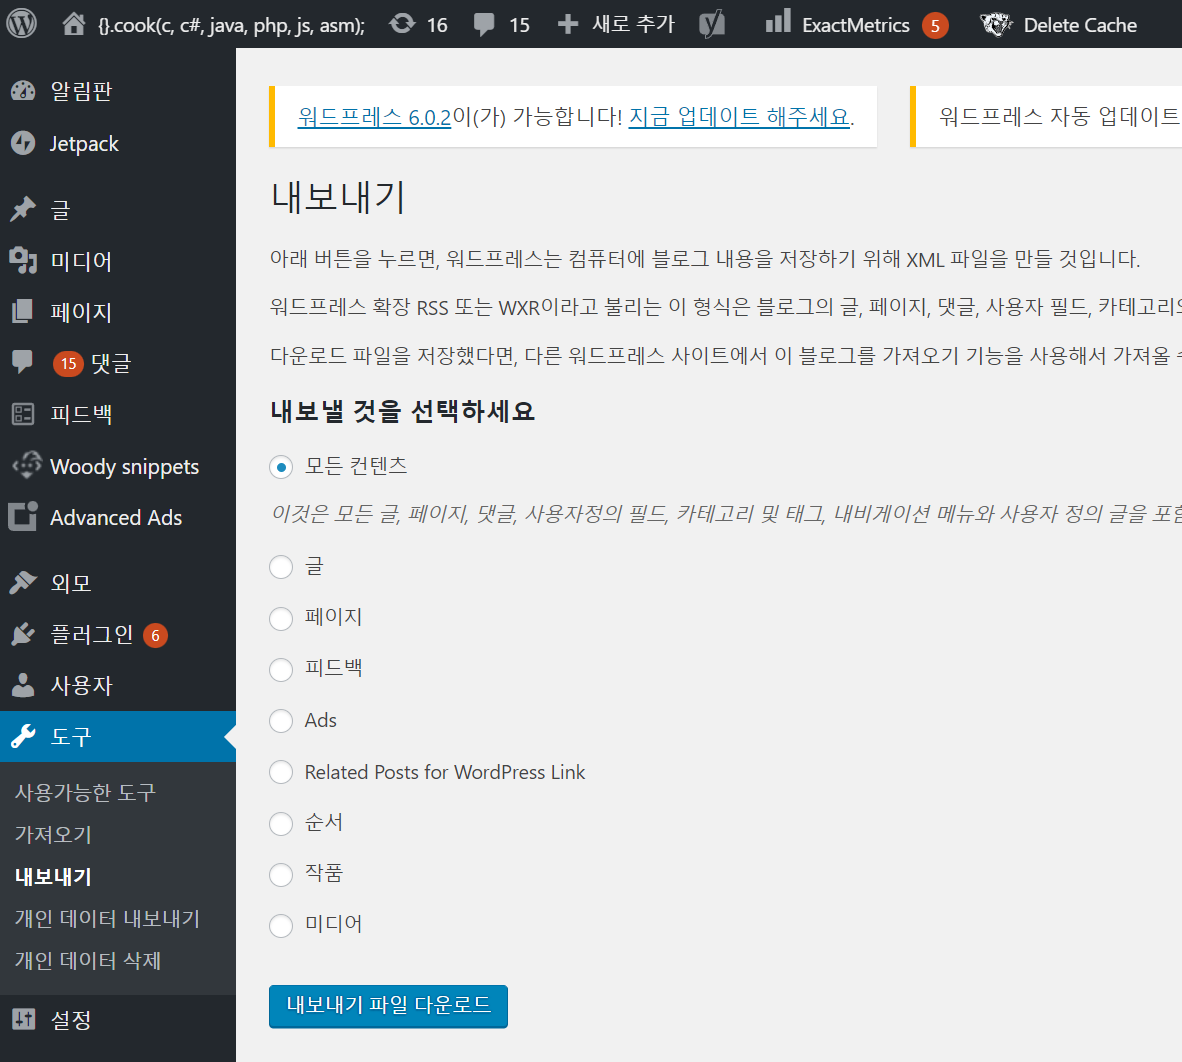 {}.cook(c, c#, java, php, js, asm); 16 15 새로 추가 ExactMetrics 5 Delete Cache
알림판
Jetpack
글
미디어
페이지
15 댓글
피드백
Woody snippets
Advanced Ads
외모
플러그인 6
사용자
도구
사용가능한 도구
가져오기
내보내기
개인 데이터 내보내기
개인 데이터 삭제
설정
워드프레스 6.0.2이(가) 가능합니다! 지금 업데이트 해주세요.
워드프레스 자동 업데이트
내보내기
아래 버튼을 누르면, 워드프레스는 컴퓨터에 블로그 내용을 저장하기 위해 XML 파일을 만들 것입니다.
워드프레스 확장 RSS 또는 WXR이라고 불리는 이 형식은 블로그의 글, 페이지, 댓글, 사용자 필드, 카테고리
다운로드 파일을 저장했다면, 다른 워드프레스 사이트에서 이 블로그를 가져오기 기능을 사용해서 가져올
내보낼 것을 선택하세요
모든 컨텐츠
이것은 모든 글, 페이지, 댓글, 사용자정의 필드, 카테고리 및 태그, 내비게이션 메뉴와 사용자 정의 글을
글
페이지
피드백
Ads
Related Posts for WordPress Link
순서
작품
미디어
내보내기 파일 다운로드